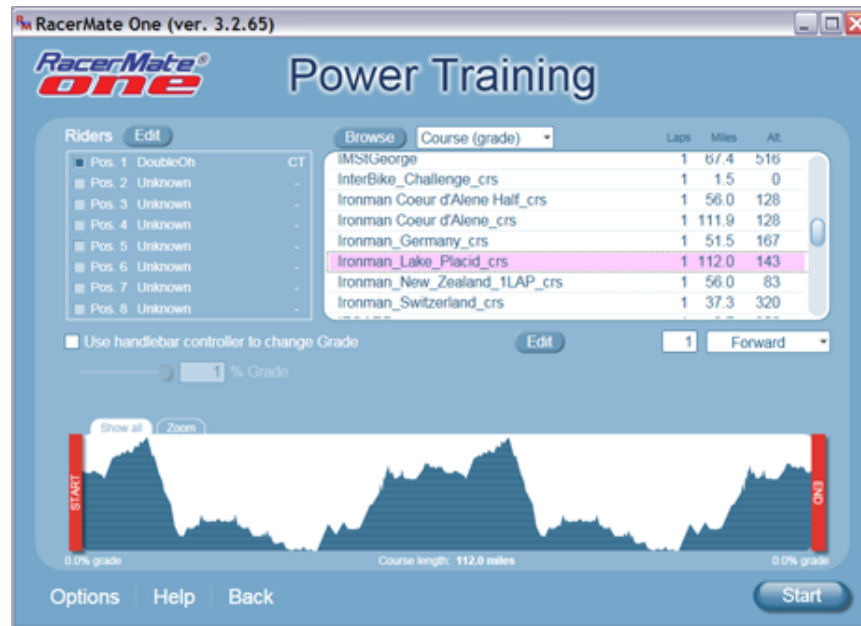 RacerMate One (ver. 3.2.65)
RacerMate®
one
Power Training
Riders Edit
Browse Course (grade) Laps Miles Alt.
Pos. 1 DoubleOh CT
Pos. 2 Unknown -
Pos. 3 Unknown -
Pos. 4 Unknown -
Pos. 5 Unknown -
Pos. 6 Unknown -
Pos. 7 Unknown -
Pos. 8 Unknown -
IMStGeorge 1 67.4 516
InterBike_Challenge_crs 1 1.5 0
Ironman Coeur d'Alene Half_crs 1 56.0 128
Ironman Coeur d'Alene_crs 1 111.9 128
Ironman_Germany_crs 1 51.5 167
Ironman_Lake_Placid_crs 1 112.0 143
Ironman_New_Zealand_1LAP_crs 1 56.0 83
Ironman_Switzerland_crs 1 37.3 320
Use handlebar controller to change Grade
Edit 1 Forward
1 % Grade
Show all Zoom
START
END
0.0% grade Course length: 112.0 miles 0.0% grade
Options Help Back Start